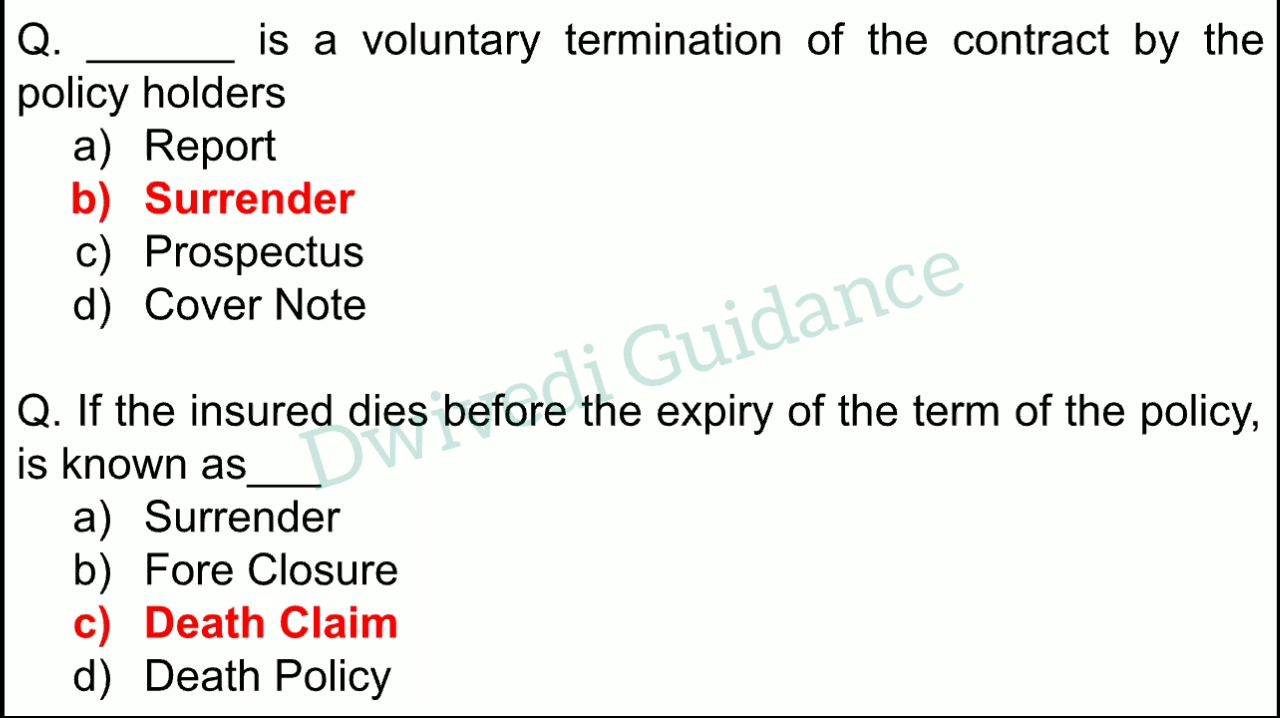 Q. _______ is a voluntary termination of the contract by the
policy holders
a) Report
b) Surrender
c) Prospectus
d) Cover Note
Dwivedi Guidance
Q. If the insured dies before the expiry of the term of the policy,
is known as____
a) Surrender
b) Fore Closure
c) Death Claim
d) Death Policy